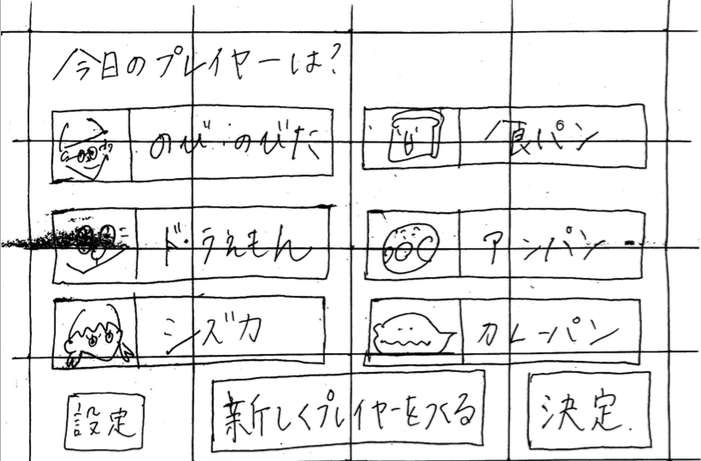 今日のプレイヤーは?
のび・のびた
食パン
ド・ラえもん
アンパン
シズカ
カレーパン
設定
新しくプレイヤーをつくる
決定